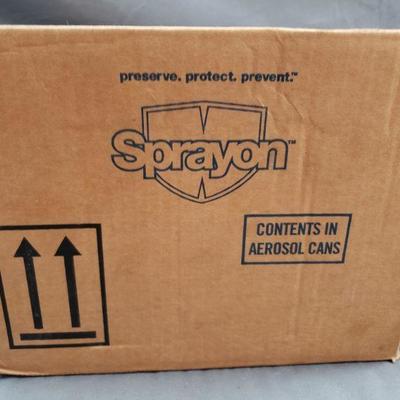 preserve. protect. prevent.™
Sprayon™
CONTENTS IN
AEROSOL CANS